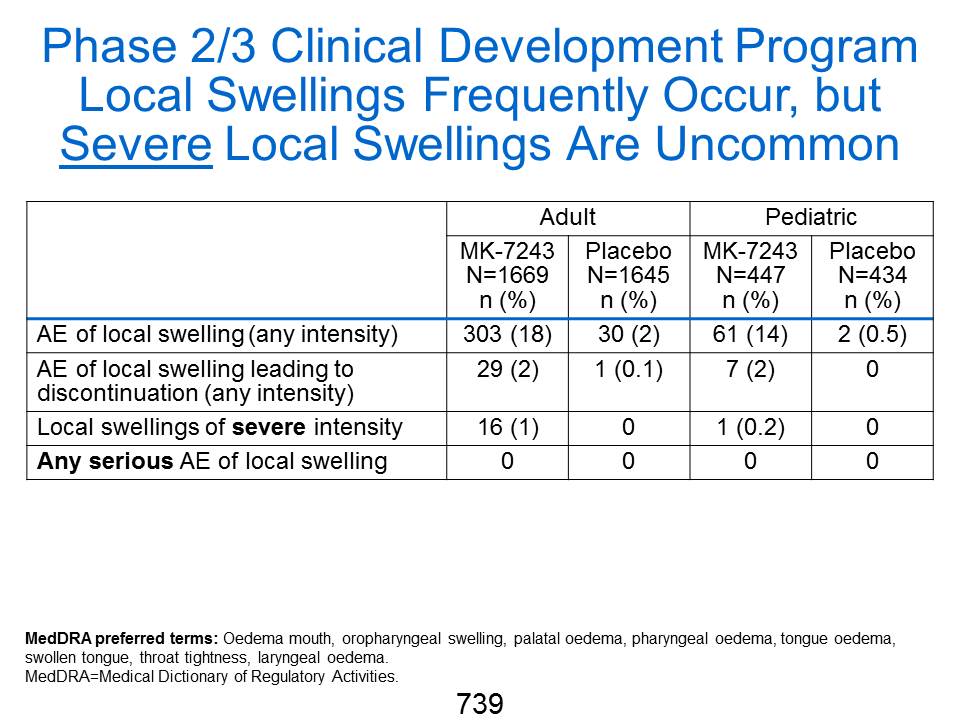 Phase 2/3 Clinical Development Program
Local Swellings Frequently Occur, but
Severe Local Swellings Are Uncommon
Adult Pediatric
MK-7243 Placebo MK-7243 Placebo
N=1669 N=1645 N=447 N=434
n (%) n (%) n (%) n (%)
AE of local swelling (any intensity) 303 (18) 30 (2) 61 (14) 2 (0.5)
AE of local swelling leading to 29 (2) 1 (0.1) 7 (2) 0
discontinuation (any intensity)
Local swellings of severe intensity 16 (1) 0 1 (0.2) 0
Any serious AE of local swelling 0 0 0 0
MedDRA preferred terms: Oedema mouth, oropharyngeal swelling, palatal oedema, pharyngeal oedema, tongue oedema,
swollen tongue, throat tightness, laryngeal oedema.
MedDRA=Medical Dictionary of Regulatory Activities.
739